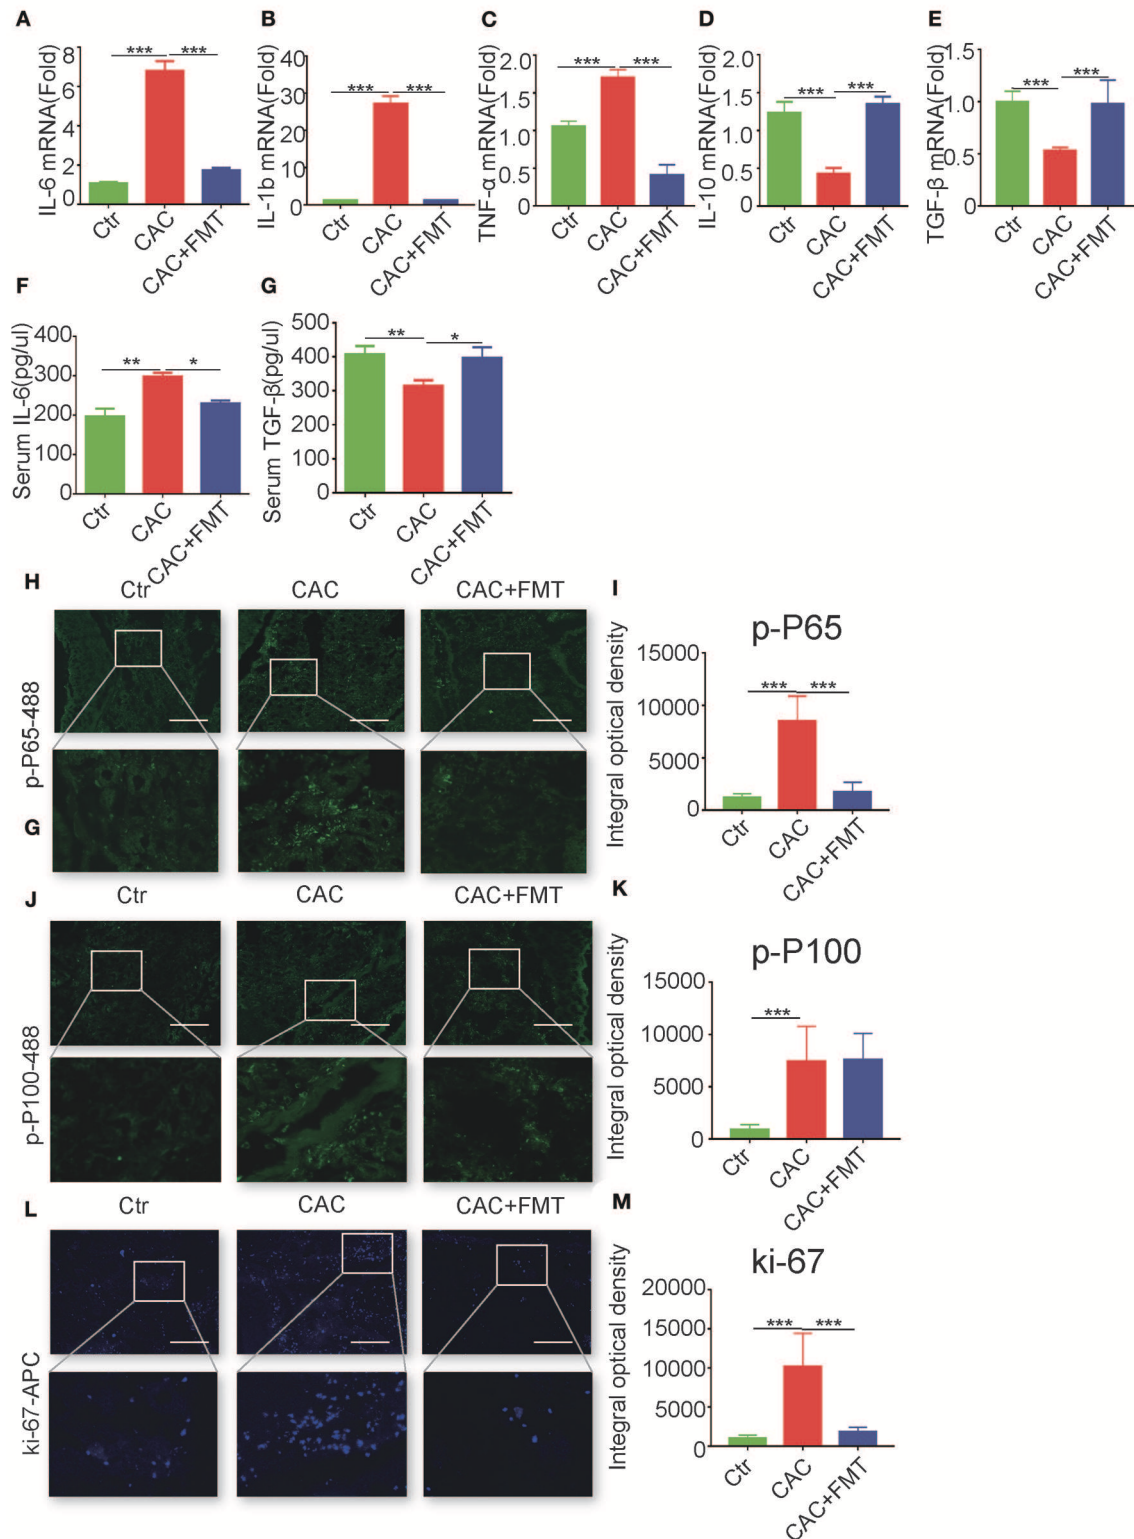 A
IL-6 mRNA(Fold)
8
6
4
2
0
***
***
Ctr
CAC
CAC+FMT
B
IL-1b mRNA(Fold)
40
30
20
10
0
***
***
Ctr
CAC
CAC+FMT
C
TNF-α mRNA(Fold)
2.0
1.5
1.0
0.5
0
***
***
Ctr
CAC
CAC+FMT
D
IL-10 mRNA(Fold)
2.0
1.5
1.0
0.5
0
***
***
Ctr
CAC
CAC+FMT
E
TGF-β mRNA(Fold)
1.5
1.0
0.5
0
***
***
Ctr
CAC
CAC+FMT
F
Serum IL-6(pg/ul)
400
300
200
100
0
**
*
Ctr
CAC
CAC+FMT
G
Serum TGF-β(pg/ul)
500
400
300
200
100
0
**
*
Ctr
CAC
CAC+FMT
H
Ctr
CAC
CAC+FMT
p-P65-488
G
I
p-P65
Integral optical density
15000
10000
5000
0
***
***
Ctr
CAC
CAC+FMT
J
Ctr
CAC
CAC+FMT
p-P100-488
K
p-P100
Integral optical density
15000
10000
5000
0
***
Ctr
CAC
CAC+FMT
L
Ctr
CAC
CAC+FMT
ki-67-APC
M
ki-67
Integral optical density
20000
15000
10000
5000
0
***
***
Ctr
CAC
CAC+FMT